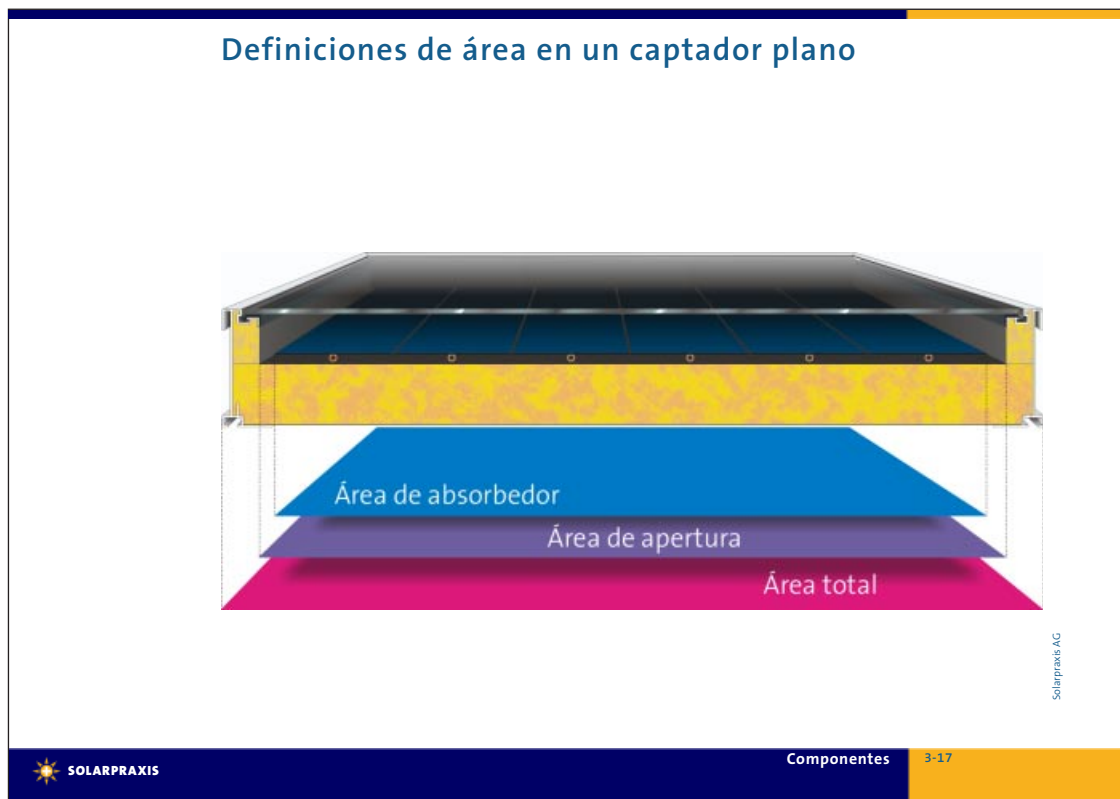 Definiciones de área en un captador plano
Área de absorbedor
Área de apertura
Área total
Solarpraxis AG
SOLARPRAXIS
Componentes
3-17